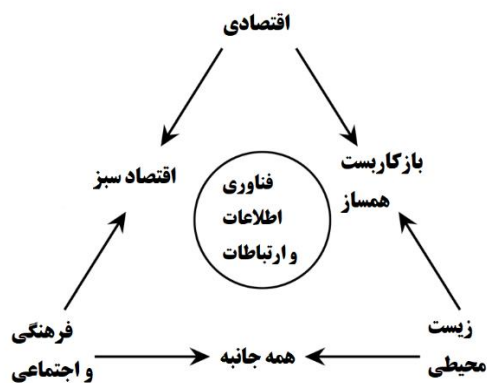 اقتصادی
بازکاربست
همساز
اقتصاد سبز
فناوری
اطلاعات
و ارتباطات
زیست
محیطی
فرهنگی
و اجتماعی
همه جانبه